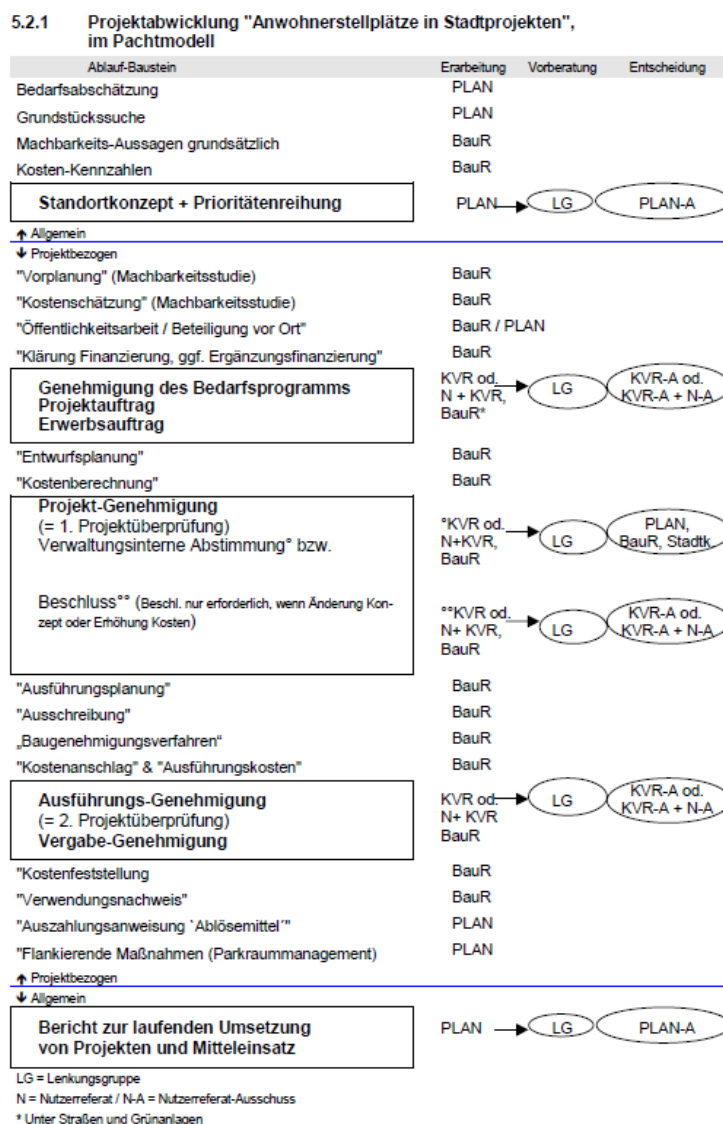 5.2.1 Projektabwicklung "Anwohnerstellplätze in Stadtprojekten",
im Pachtmodell
Ablauf-Baustein Erarbeitung Vorberatung Entscheidung
Bedarfsabschätzung PLAN
Grundstückssuche PLAN
Machbarkeits-Aussagen grundsätzlich BauR
Kosten-Kennzahlen BauR
Standortkonzept + Prioritätenreihung PLAN LG PLAN-A
↑ Allgemein
↓ Projektbezogen
"Vorplanung" (Machbarkeitsstudie) BauR
"Kostenschätzung" (Machbarkeitsstudie) BauR
"Öffentlichkeitsarbeit / Beteiligung vor Ort" BauR / PLAN
"Klärung Finanzierung, ggf. Ergänzungsfinanzierung" BauR
Genehmigung des Bedarfsprogramms KVR od. LG KVR-A od.
Projektauftrag N + KVR, KVR-A + N-A
Erwerbsauftrag BauR*
"Entwurfsplanung" BauR
"Kostenberechnung" BauR
Projekt-Genehmigung
(= 1. Projektüberprüfung) °KVR od. LG PLAN,
Verwaltungsinterne Abstimmung° bzw. N+KVR, BauR, Stadtk.
BauR
Beschluss°° (Beschl. nur erforderlich, wenn Änderung Kon- °°KVR od. LG KVR-A od.
zept oder Erhöhung Kosten) N+ KVR, KVR-A + N-A
BauR
"Ausführungsplanung" BauR
"Ausschreibung" BauR
„Baugenehmigungsverfahren“ BauR
"Kostenanschlag" & "Ausführungskosten" BauR
Ausführungs-Genehmigung KVR od. LG KVR-A od.
(= 2. Projektüberprüfung) N+ KVR KVR-A + N-A
Vergabe-Genehmigung BauR
"Kostenfeststellung BauR
"Verwendungsnachweis" BauR
"Auszahlungsanweisung `Ablösemittel´" PLAN
"Flankierende Maßnahmen (Parkraummanagement) PLAN
↑ Projektbezogen
↓ Allgemein
Bericht zur laufenden Umsetzung PLAN LG PLAN-A
von Projekten und Mitteleinsatz
LG = Lenkungsgruppe
N = Nutzerreferat / N-A = Nutzerreferat-Ausschuss
* Unter Straßen und Grünanlagen